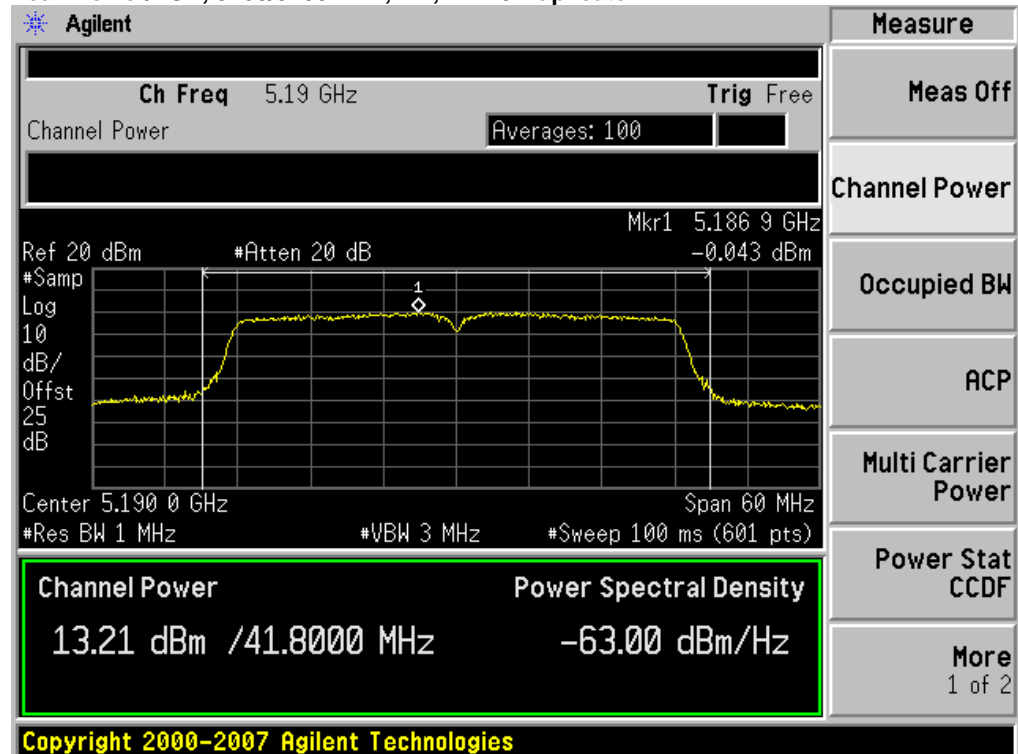 Agilent
Measure
Ch Freq 5.19 GHz
Trig Free
Meas Off
Channel Power
Averages: 100
Channel Power
Mkr1 5.186 9 GHz
Ref 20 dBm
#Atten 20 dB
-0.043 dBm
#Samp
Log
10
dB/
Offst
25
dB
1
Occupied BW
ACP
Multi Carrier
Power
Center 5.190 0 GHz
Span 60 MHz
#Res BW 1 MHz
#VBW 3 MHz
#Sweep 100 ms (601 pts)
Power Stat
CCDF
Channel Power
Power Spectral Density
13.21 dBm /41.8000 MHz
-63.00 dBm/Hz
More
1 of 2
Copyright 2000-2007 Agilent Technologies